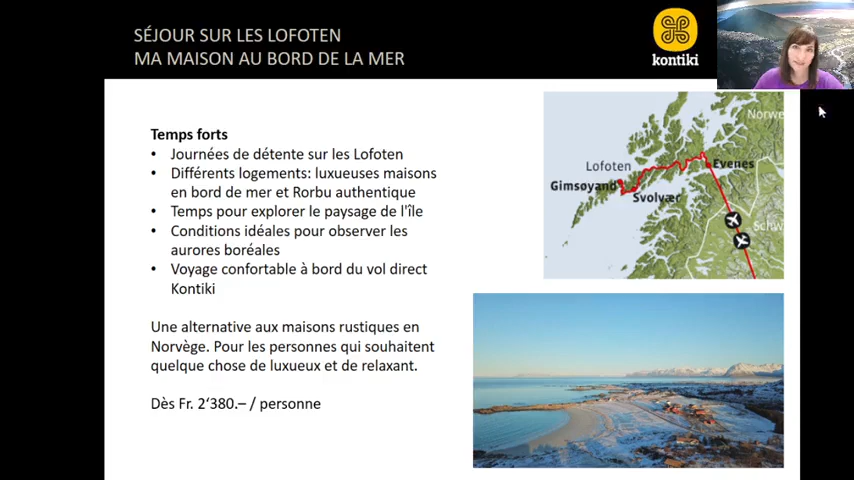 SÉJOUR SUR LES LOFOTEN
MA MAISON AU BORD DE LA MER
kontiki
Temps forts
• Journées de détente sur les Lofoten
• Différents logements: luxueuses maisons
en bord de mer et Rorbu authentique
• Temps pour explorer le paysage de l'île
• Conditions idéales pour observer les
aurores boréales
• Voyage confortable à bord du vol direct
Kontiki
Une alternative aux maisons rustiques en
Norvège. Pour les personnes qui souhaitent
quelque chose de luxueux et de relaxant.
Dès Fr. 2‘380.– / personne
Norwe
Lofoten
Evenes
Gimsøyand
Svolvær
Schw